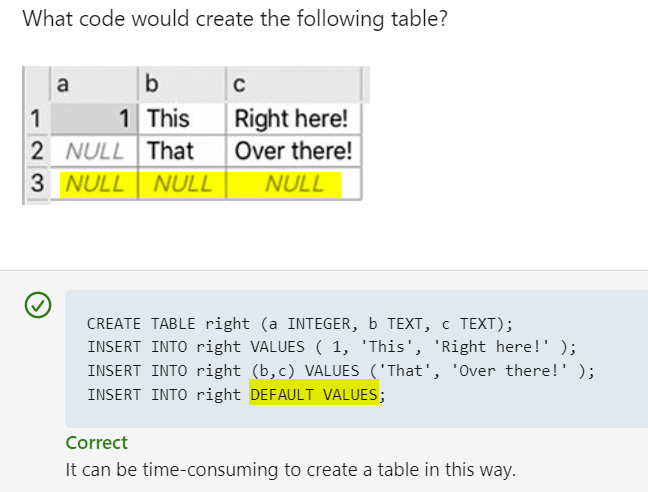 What code would create the following table?
a b c
1 1 This Right here!
2 NULL That Over there!
3 NULL NULL NULL
CREATE TABLE right (a INTEGER, b TEXT, c TEXT);
INSERT INTO right VALUES ( 1, 'This', 'Right here!' );
INSERT INTO right (b,c) VALUES ('That', 'Over there!' );
INSERT INTO right DEFAULT VALUES;
Correct
It can be time-consuming to create a table in this way.